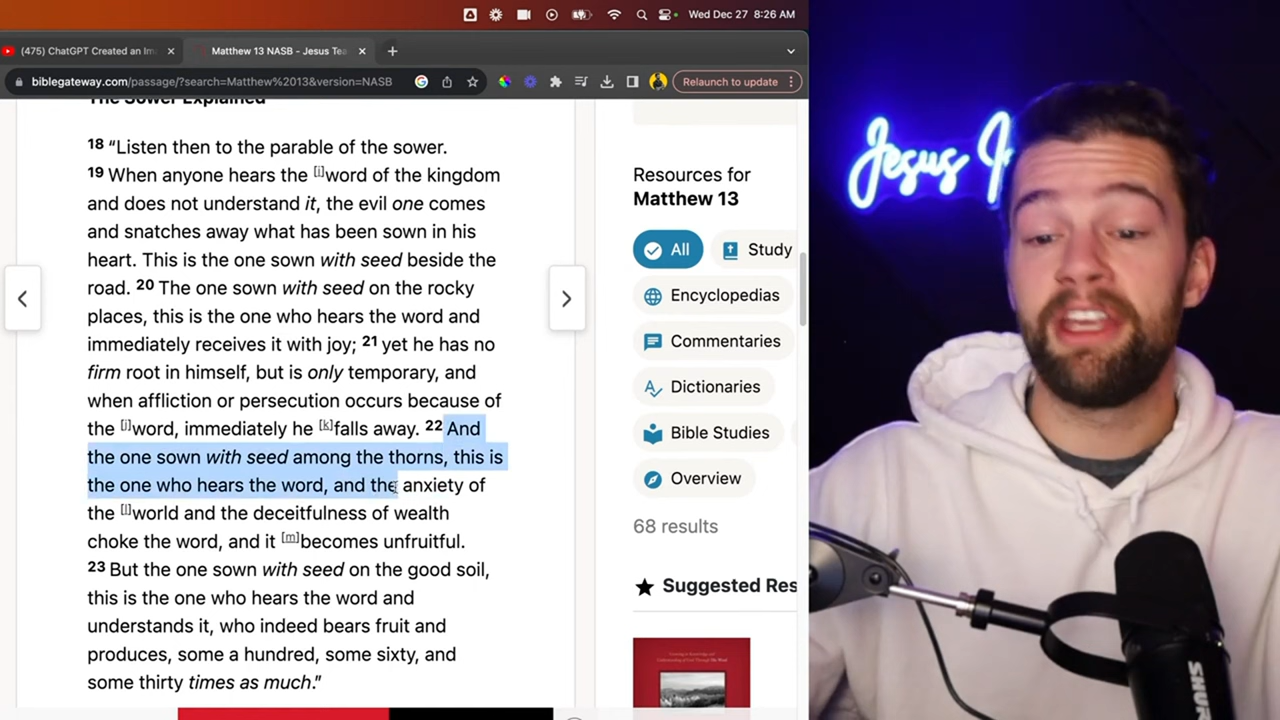 Wed Dec 27 8:26 AM
(475) ChatGPT Created an Im
Matthew 13 NASB - Jesus Tea
biblegateway.com/passage/?search=Matthew%2013&version=NASB
Relaunch to update
The Sower Explained
18 “Listen then to the parable of the sower.
19 When anyone hears the [i]word of the kingdom
and does not understand it, the evil one comes
and snatches away what has been sown in his
heart. This is the one sown with seed beside the
road. 20 The one sown with seed on the rocky
places, this is the one who hears the word and
immediately receives it with joy; 21 yet he has no
firm root in himself, but is only temporary, and
when affliction or persecution occurs because of
the [j]word, immediately he [k]falls away. 22 And
the one sown with seed among the thorns, this is
the one who hears the word, and the anxiety of
the [l]world and the deceitfulness of wealth
choke the word, and it [m]becomes unfruitful.
23 But the one sown with seed on the good soil,
this is the one who hears the word and
understands it, who indeed bears fruit and
produces, some a hundred, some sixty, and
some thirty times as much.”
Resources for
Matthew 13
All
Study
Encyclopedias
Commentaries
Dictionaries
Bible Studies
Overview
68 results
Suggested Res
Jesus I
SHUR